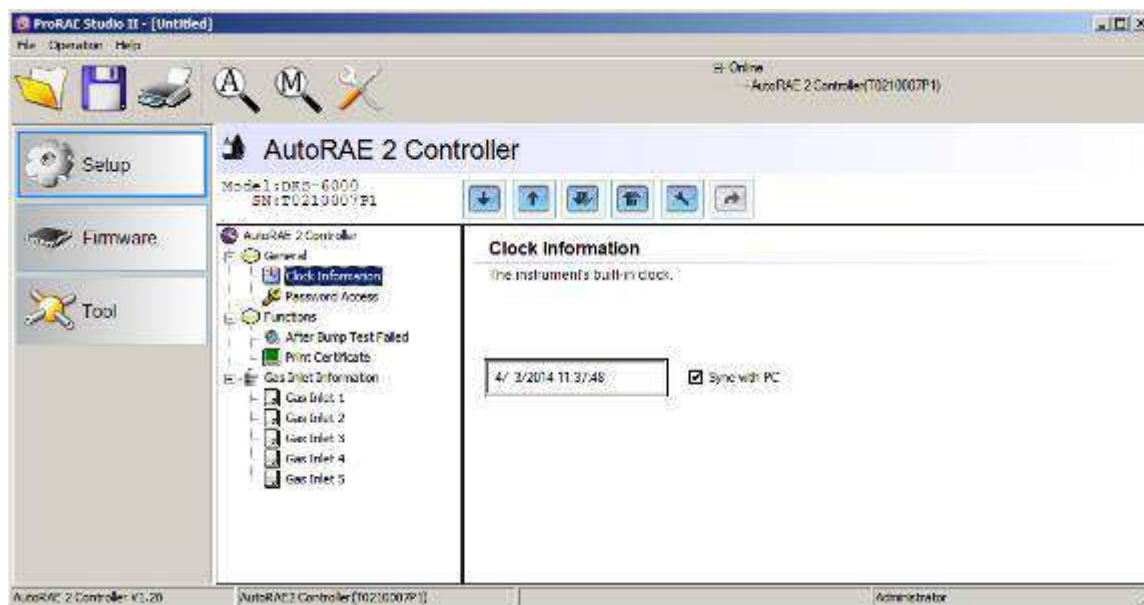 ProRAE Studio II - [Untitled]
File Operation Help
A M
Online
AutoRAE 2 Controller(T0210007P1)
Setup
Firmware
Tool
AutoRAE 2 Controller
Model:DKS-6000
SN:T0210007P1
AutoRAE 2 Controller
General
Clock Information
Password Access
Functions
After Bump Test Failed
Print Certificate
Gas Inlet Information
Gas Inlet 1
Gas Inlet 2
Gas Inlet 3
Gas Inlet 4
Gas Inlet 5
Clock Information
The instrument's built-in clock.
4/ 3/2014 11:37:48
Sync with PC
AutoRAE 2 Controller V1.20
AutoRAE2 Controller(T0210007P1)
Administrator